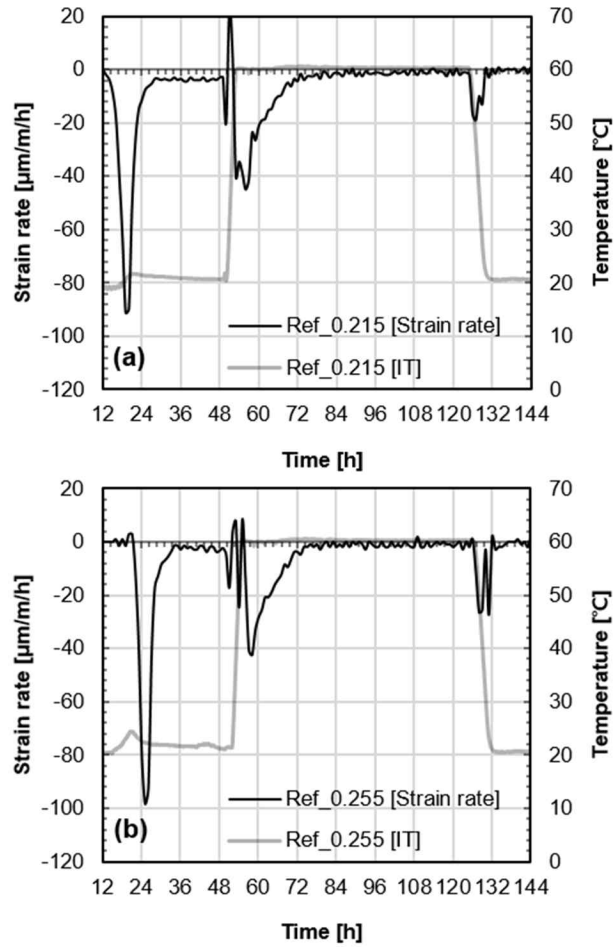 20
0
-20
-40
-60
-80
-100
-120
Strain rate [μm/m/h]
70
60
50
40
30
20
10
0
Temperature [℃]
Ref_0.215 [Strain rate]
Ref_0.215 [IT]
(a)
12 24 36 48 60 72 84 96 108 120 132 144
Time [h]
20
0
-20
-40
-60
-80
-100
-120
Strain rate [μm/m/h]
70
60
50
40
30
20
10
0
Temperature [℃]
Ref_0.255 [Strain rate]
Ref_0.255 [IT]
(b)
12 24 36 48 60 72 84 96 108 120 132 144
Time [h]